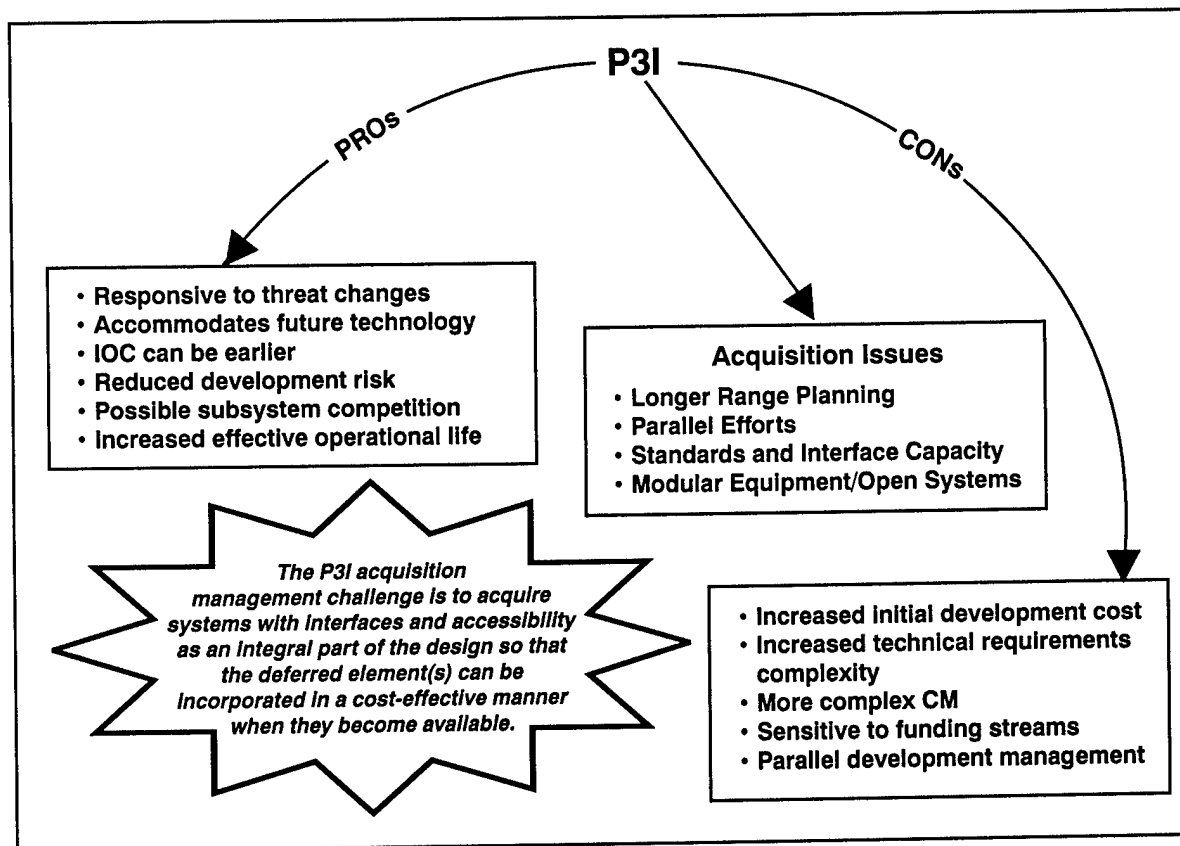 P3I
PROs
CONs
• Responsive to threat changes
• Accommodates future technology
• IOC can be earlier
• Reduced development risk
• Possible subsystem competition
• Increased effective operational life
Acquisition Issues
• Longer Range Planning
• Parallel Efforts
• Standards and Interface Capacity
• Modular Equipment/Open Systems
The P3I acquisition
management challenge is to acquire
systems with interfaces and accessibility
as an integral part of the design so that
the deferred element(s) can be
incorporated in a cost-effective manner
when they become available.
• Increased initial development cost
• Increased technical requirements
complexity
• More complex CM
• Sensitive to funding streams
• Parallel development management